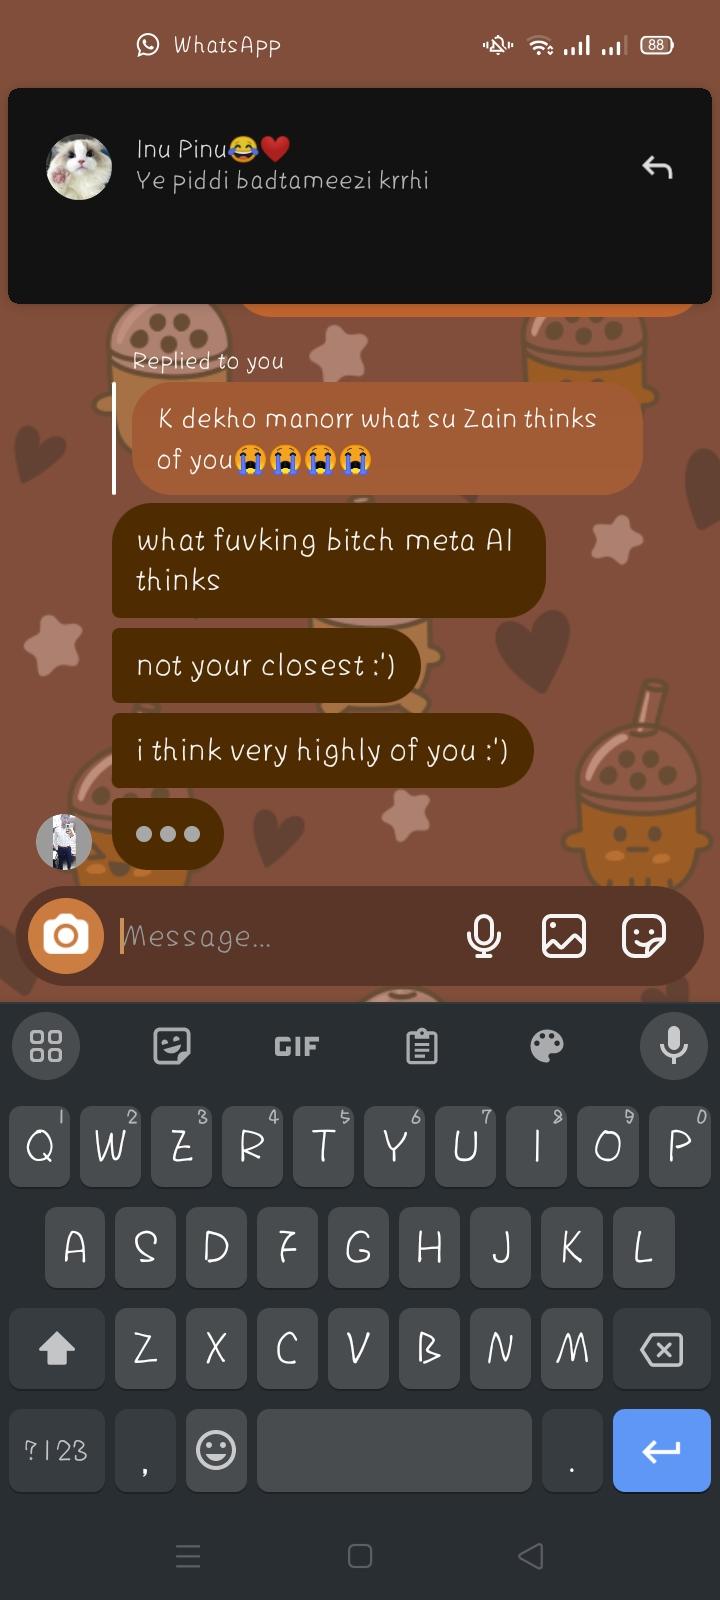 WhatsApp
88
Inu Pinu😂❤️
Ye piddi badtameezi krrhi
Replied to you
K dekho manorr what su Zain thinks
of you😭😭😭😭
what fuvking bitch meta AI
thinks
not your closest :')
i think very highly of you :')
Message...
GIF
1 2 3 4 5 6 7 8 9 0
Q W E R T Y U I O P
A S D F G H J K L
Z X C V B N M
?123 , .